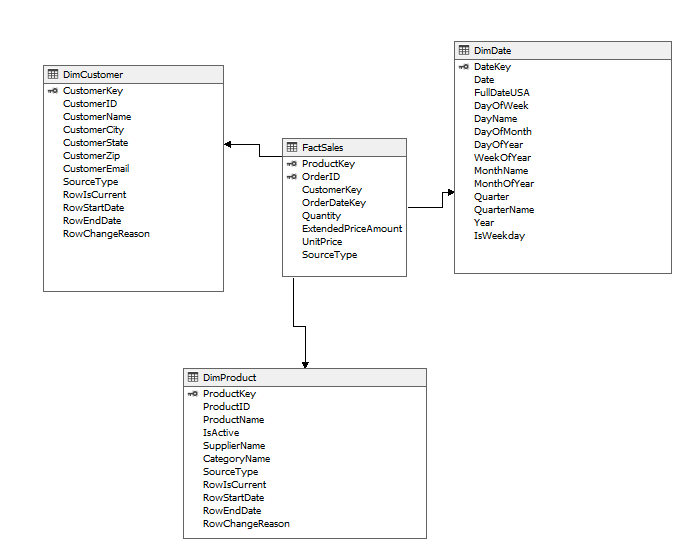 DimCustomer
CustomerKey
CustomerID
CustomerName
CustomerCity
CustomerState
CustomerZip
CustomerEmail
SourceType
RowIsCurrent
RowStartDate
RowEndDate
RowChangeReason
FactSales
ProductKey
OrderID
CustomerKey
OrderDateKey
Quantity
ExtendedPriceAmount
UnitPrice
SourceType
DimDate
DateKey
Date
FullDateUSA
DayOfWeek
DayName
DayOfMonth
DayOfYear
WeekOfYear
MonthName
MonthOfYear
Quarter
QuarterName
Year
IsWeekday
DimProduct
ProductKey
ProductID
ProductName
IsActive
SupplierName
CategoryName
SourceType
RowIsCurrent
RowStartDate
RowEndDate
RowChangeReason